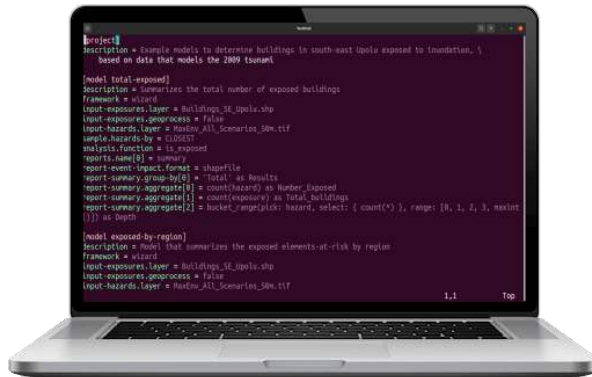 Terminal
[project]
description = Example models to determine buildings in south-east Upolu exposed to inundation, \
based on data that models the 2009 tsunami
[model total-exposed]
description = Summarizes the total number of exposed buildings
framework = wizard
input-exposures.layer = Buildings_SE_Upolu.shp
input-exposures.geoprocess = false
input-hazards.layer = MaxEnv_All_Scenarios_50m.tif
sample.hazards-by = CLOSEST
analysis.function = is_exposed
reports.name[0] = summary
report-event-impact.format = shapefile
report-summary.group-by[0] = 'Total' as Results
report-summary.aggregate[0] = count(hazard) as Number_Exposed
report-summary.aggregate[1] = count(exposure) as Total_buildings
report-summary.aggregate[2] = bucket_range(pick: hazard, select: { count(*) }, range: [0, 1, 2, 3, maxint
()]) as Depth
[model exposed-by-region]
description = Model that summarizes the exposed elements-at-risk by region
framework = wizard
input-exposures.layer = Buildings_SE_Upolu.shp
input-exposures.geoprocess = false
input-hazards.layer = MaxEnv_All_Scenarios_50m.tif
1,1 Top